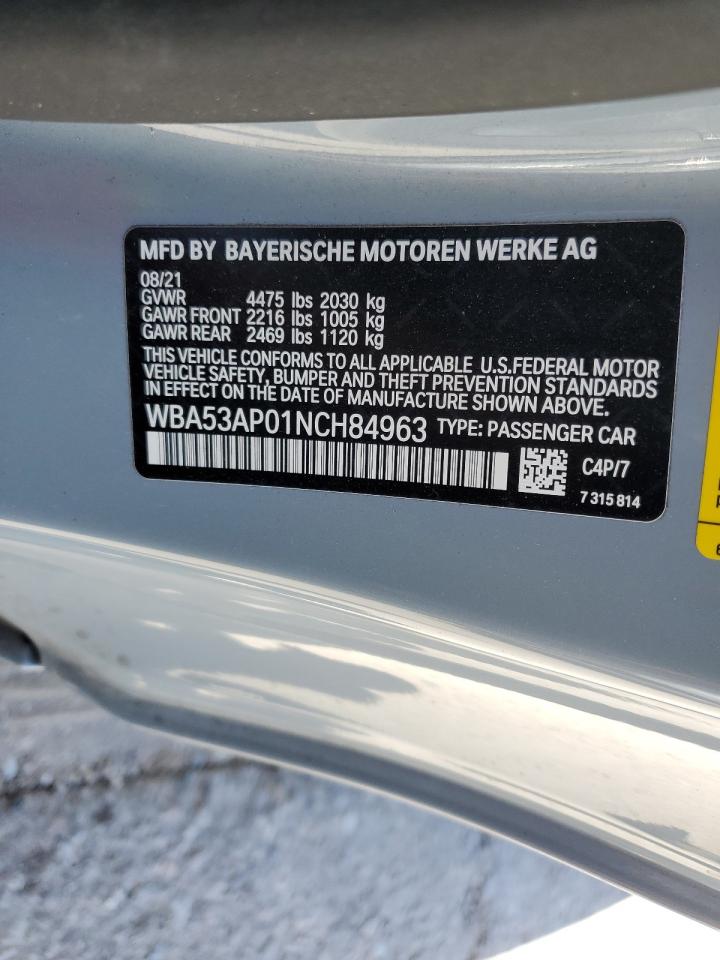 MFD BY BAYERISCHE MOTOREN WERKE AG
08/21
GVWR 4475 lbs 2030 kg
GAWR FRONT 2216 lbs 1005 kg
GAWR REAR 2469 lbs 1120 kg
THIS VEHICLE CONFORMS TO ALL APPLICABLE U.S.FEDERAL MOTOR
VEHICLE SAFETY, BUMPER AND THEFT PREVENTION STANDARDS
IN EFFECT ON THE DATE OF MANUFACTURE SHOWN ABOVE.
WBA53AP01NCH84963 TYPE: PASSENGER CAR
C4P/7
7 315 814